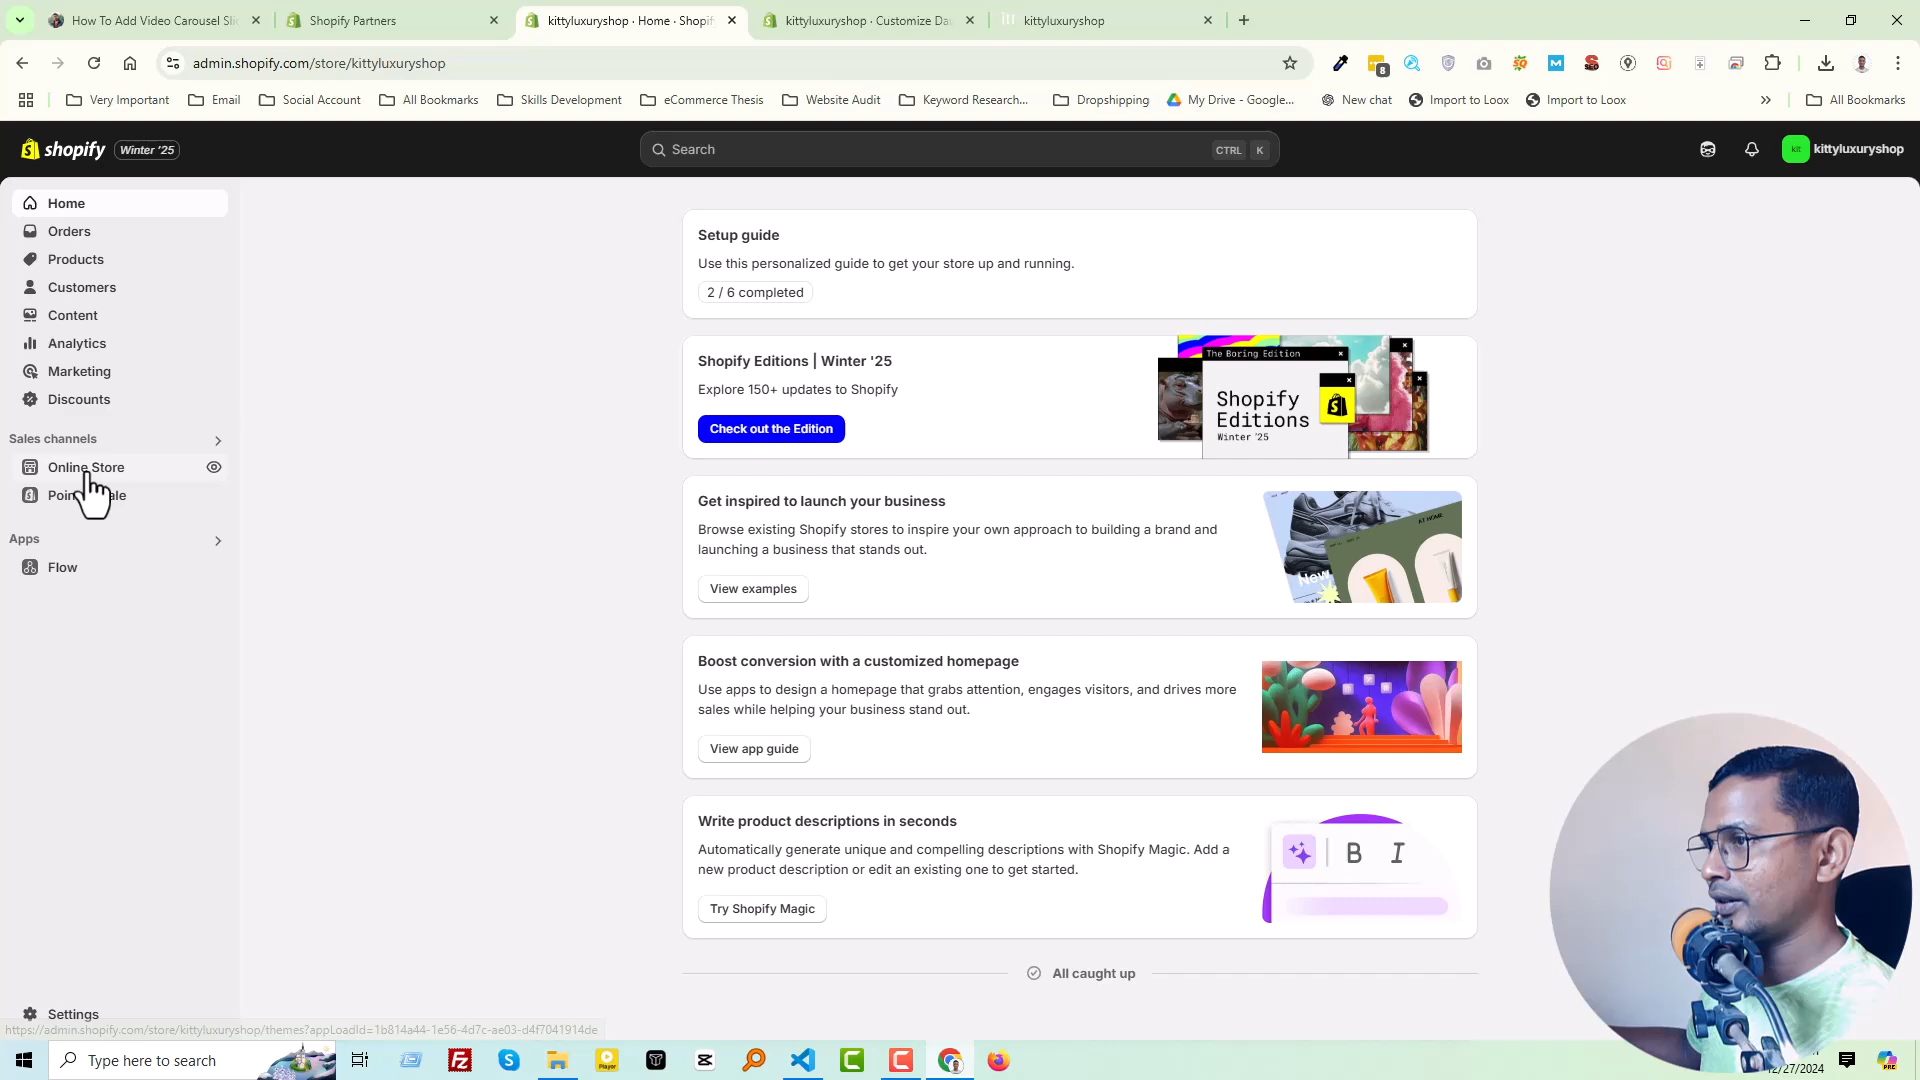 How To Add Video Carousel Sli
Shopify Partners
kittyluxuryshop · Home · Shopif
kittyluxuryshop · Customize Da
kittyluxuryshop
admin.shopify.com/store/kittyluxuryshop
8
Very Important
Email
Social Account
All Bookmarks
Skills Development
eCommerce Thesis
Website Audit
Keyword Research...
Dropshipping
My Drive - Google...
New chat
Import to Loox
Import to Loox
All Bookmarks
shopify
Winter '25
Search
CTRL
K
kit
kittyluxuryshop
Home
Orders
Products
Customers
Content
Analytics
Marketing
Discounts
Sales channels
Online Store
Apps
Flow
Settings
Setup guide
Use this personalized guide to get your store up and running.
2 / 6 completed
Shopify Editions | Winter '25
Explore 150+ updates to Shopify
Check out the Edition
The Boring Edition
Shopify
Editions
Winter '25
Get inspired to launch your business
Browse existing Shopify stores to inspire your own approach to building a brand and
launching a business that stands out.
View examples
AT HOME
New
Boost conversion with a customized homepage
Use apps to design a homepage that grabs attention, engages visitors, and drives more
sales while helping your business stand out.
View app guide
Write product descriptions in seconds
Automatically generate unique and compelling descriptions with Shopify Magic. Add a
new product description or edit an existing one to get started.
Try Shopify Magic
B I
All caught up
https://admin.shopify.com/store/kittyluxuryshop/themes?appLoadId=1b814a44-1e56-4d7c-ae03-d4f7041914de
Type here to search
12/27/2024